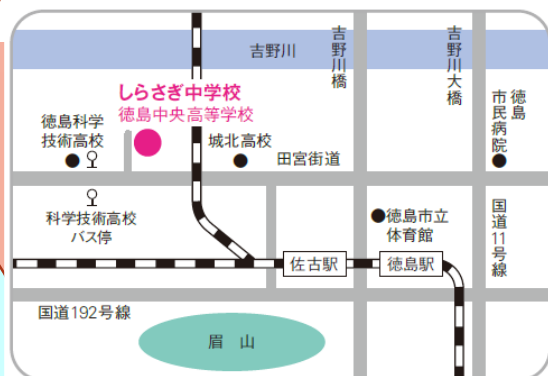 吉野川
吉野川橋
吉野川大橋
しらさぎ中学校
徳島中央高等学校
徳島科学
技術高校
城北高校
田宮街道
徳島
市民病院
科学技術高校
バス停
徳島市立
体育館
国道11号線
佐古駅
徳島駅
国道192号線
眉 山